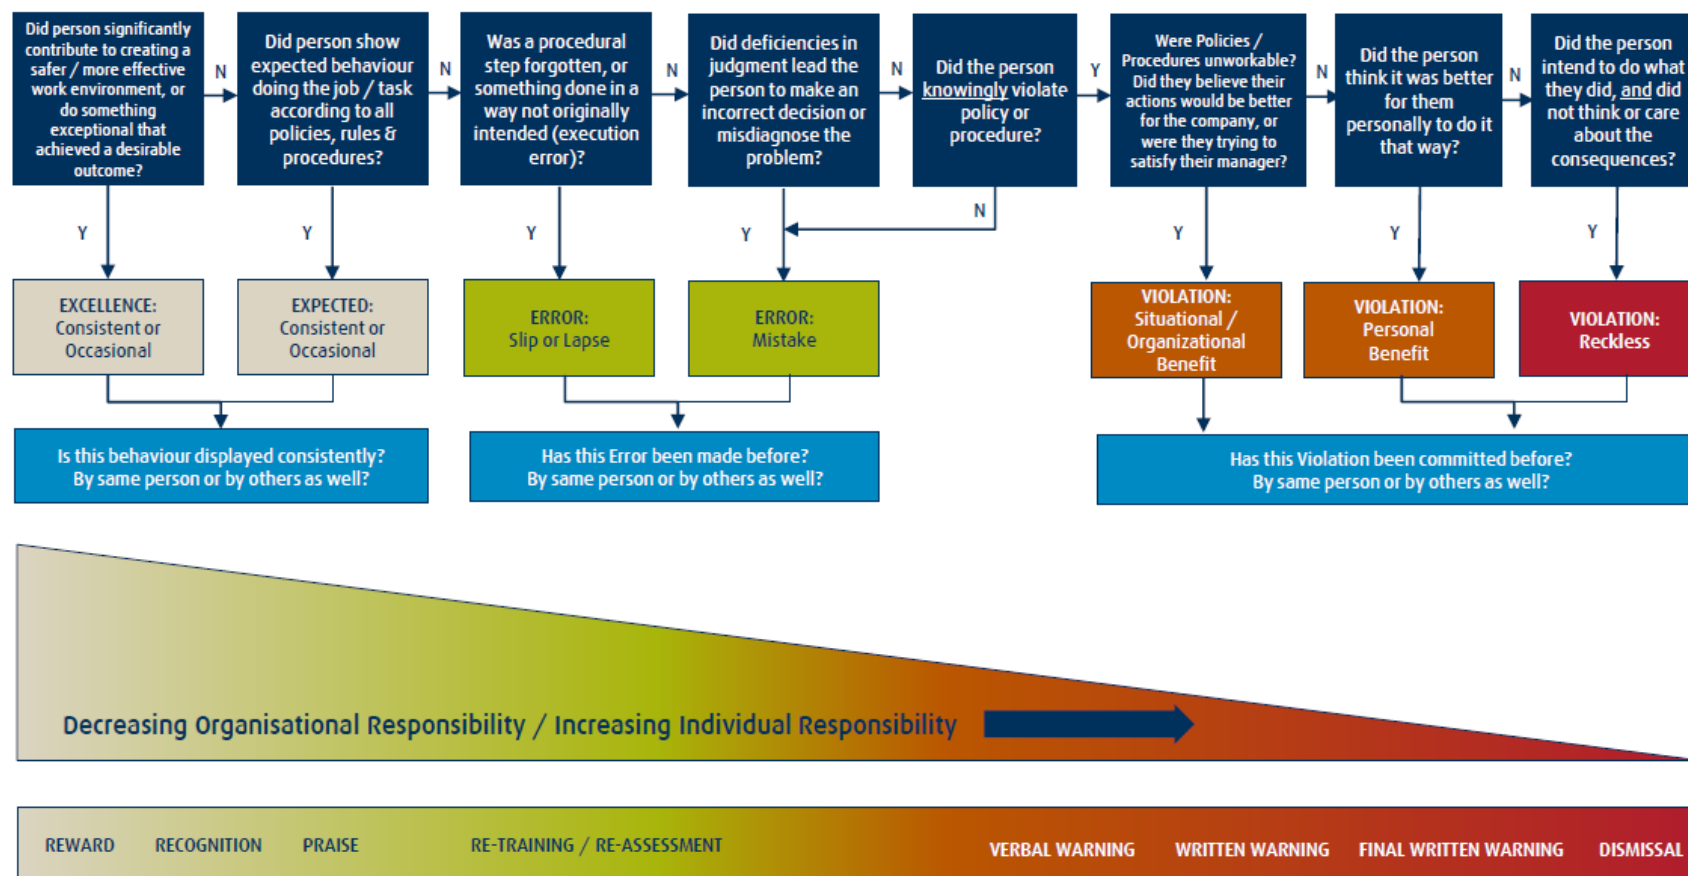 Did person significantly
contribute to creating a
safer / more effective
work environment, or
do something
exceptional that
achieved a desirable
outcome?
N
Did person show
expected behaviour
doing the job / task
according to all
policies, rules &
procedures?
N
Was a procedural
step forgotten, or
something done in a
way not originally
intended (execution
error)?
N
Did deficiencies in
judgment lead the
person to make an
incorrect decision or
misdiagnose the
problem?
N
Did the person
knowingly violate
policy or
procedure?
Y
Were Policies /
Procedures unworkable?
Did they believe their
actions would be better
for the company, or
were they trying to
satisfy their manager?
N
Did the person
think it was better
for them
personally to do it
that way?
N
Did the person
intend to do what
they did, and did
not think or care
about the
consequences?
Y
Y
Y
Y
N
Y
Y
Y
EXCELLENCE:
Consistent or
Occasional
EXPECTED:
Consistent or
Occasional
ERROR:
Slip or Lapse
ERROR:
Mistake
VIOLATION:
Situational /
Organizational
Benefit
VIOLATION:
Personal
Benefit
VIOLATION:
Reckless
Is this behaviour displayed consistently?
By same person or by others as well?
Has this Error been made before?
By same person or by others as well?
Has this Violation been committed before?
By same person or by others as well?
Decreasing Organisational Responsibility / Increasing Individual Responsibility
REWARD
RECOGNITION
PRAISE
RE-TRAINING / RE-ASSESSMENT
VERBAL WARNING
WRITTEN WARNING
FINAL WRITTEN WARNING
DISMISSAL